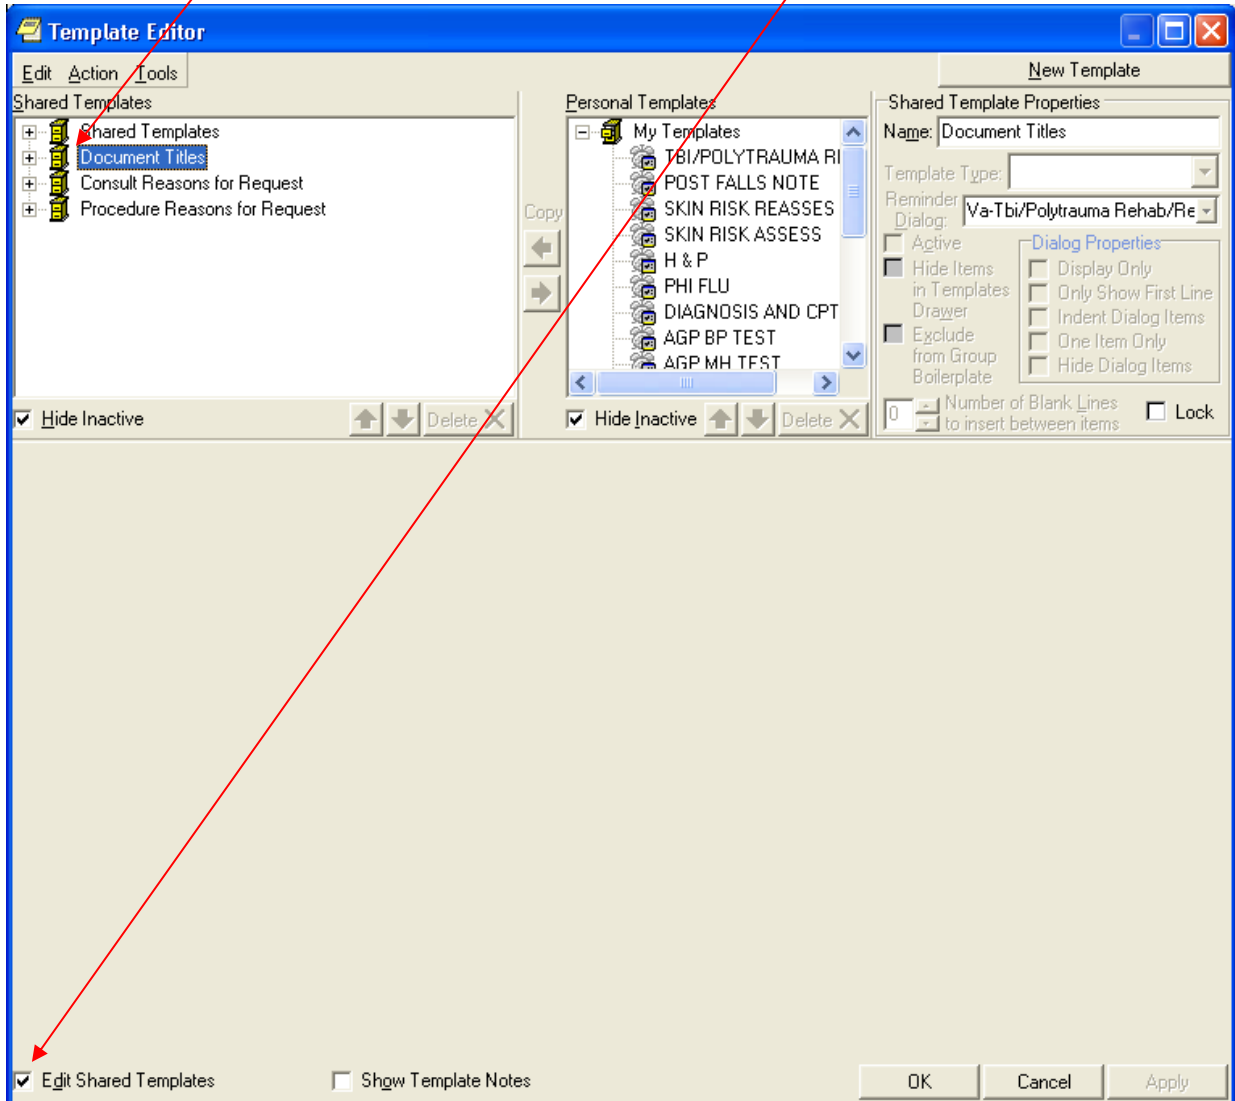 Template Editor
Edit Action Tools
New Template
Shared Templates
Shared Templates
Document Titles
Consult Reasons for Request
Procedure Reasons for Request
Hide Inactive
Delete
Copy
Personal Templates
My Templates
TBI/POLYTRAUMA RI
POST FALLS NOTE
SKIN RISK REASSES
SKIN RISK ASSESS
H & P
PHI FLU
DIAGNOSIS AND CPT
AGP BP TEST
AGP MH TEST
Hide Inactive
Delete
Shared Template Properties
Name: Document Titles
Template Type:
Reminder
Dialog: Va-Tbi/Polytrauma Rehab/Re
Active
Hide Items
in Templates
Drawer
Exclude
from Group
Boilerplate
Dialog Properties
Display Only
Only Show First Line
Indent Dialog Items
One Item Only
Hide Dialog Items
0 Number of Blank Lines
to insert between items
Lock
Edit Shared Templates
Show Template Notes
OK Cancel Apply